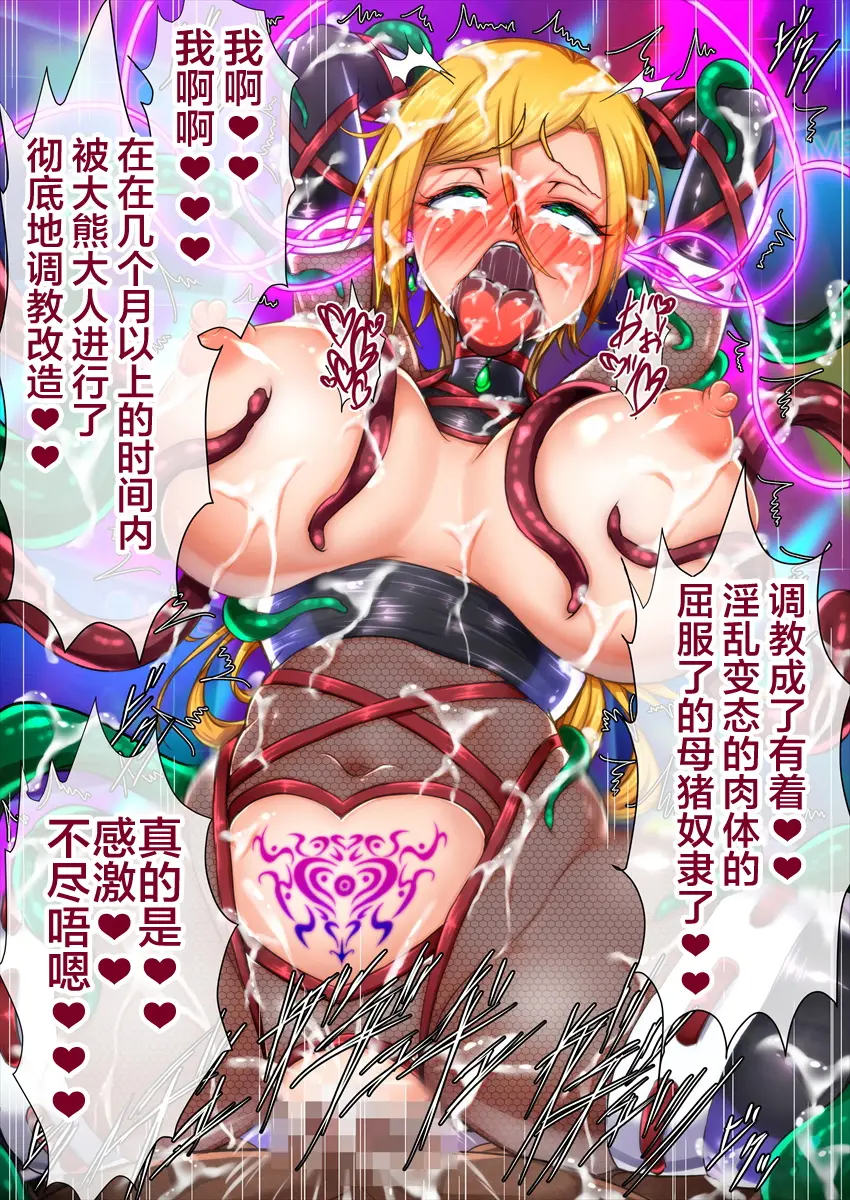 我啊♥♥
我啊啊♥♥♥
在在几个月以上的时间内
被大熊大人进行了
彻底地调教改造♥♥
调教成了有着♥♥
淫乱变态的肉体的
屈服了的母猪奴隶了♥♥
真的是♥♥
感激♥♥
不尽唔嗯♥♥♥